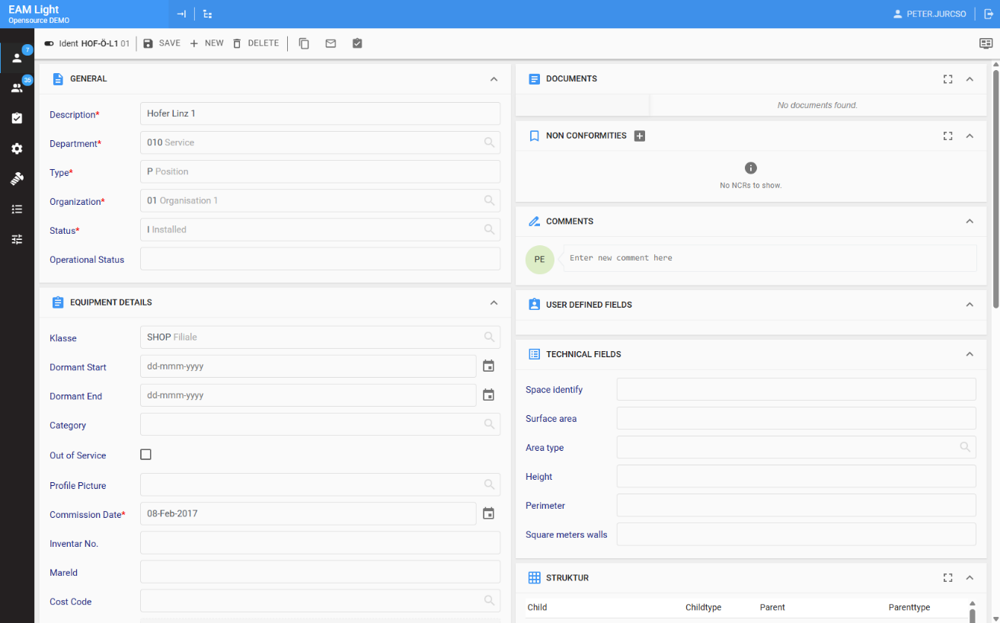 EAM Light
Opensource DEMO
PETER.JURCSO
Ident HOF-Ö-L1 01
SAVE
NEW
DELETE
7
35
GENERAL
Description*
Hofer Linz 1
Department*
010 Service
Type*
P Position
Organization*
01 Organisation 1
Status*
I Installed
Operational Status
EQUIPMENT DETAILS
Klasse
SHOP Filiale
Dormant Start
dd-mmm-yyyy
Dormant End
dd-mmm-yyyy
Category
Out of Service
Profile Picture
Commission Date*
08-Feb-2017
Inventar No.
MareId
Cost Code
DOCUMENTS
No documents found.
NON CONFORMITIES
No NCRs to show.
COMMENTS
PE
Enter new comment here
USER DEFINED FIELDS
TECHNICAL FIELDS
Space identify
Surface area
Area type
Height
Perimeter
Square meters walls
STRUKTUR
Child Childtype Parent Parenttype